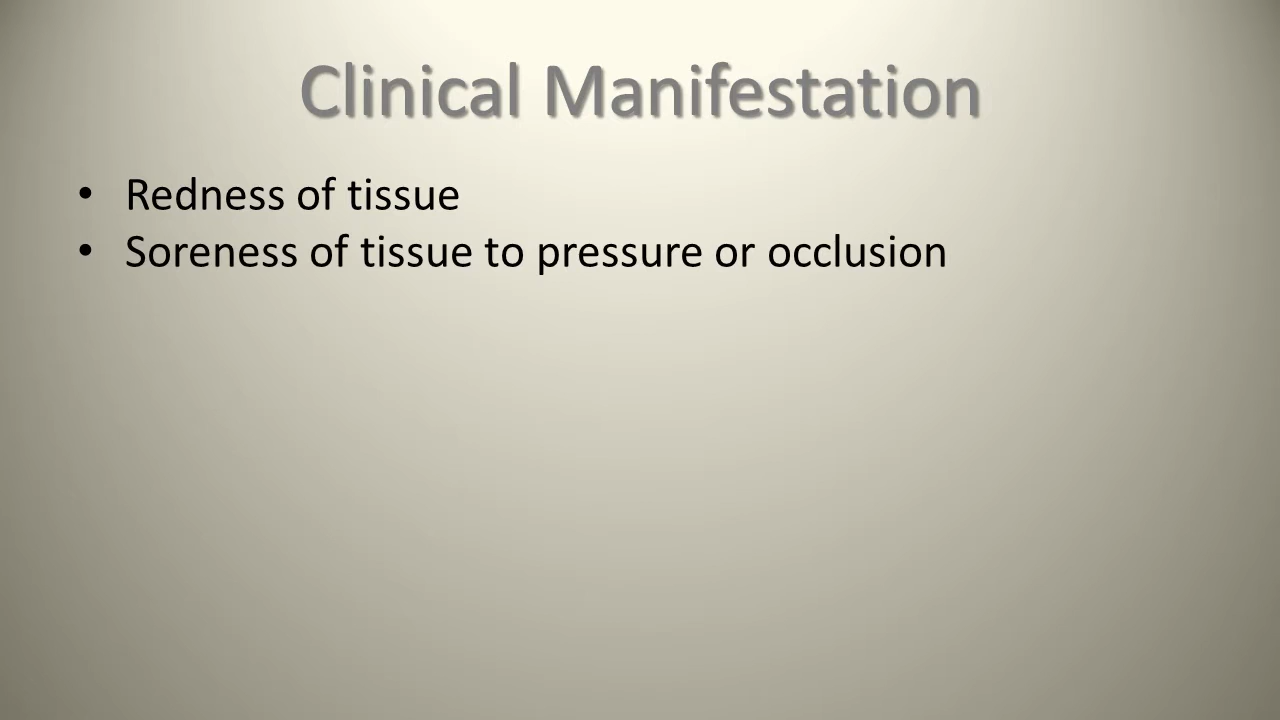 Clinical Manifestation
• Redness of tissue
• Soreness of tissue to pressure or occlusion